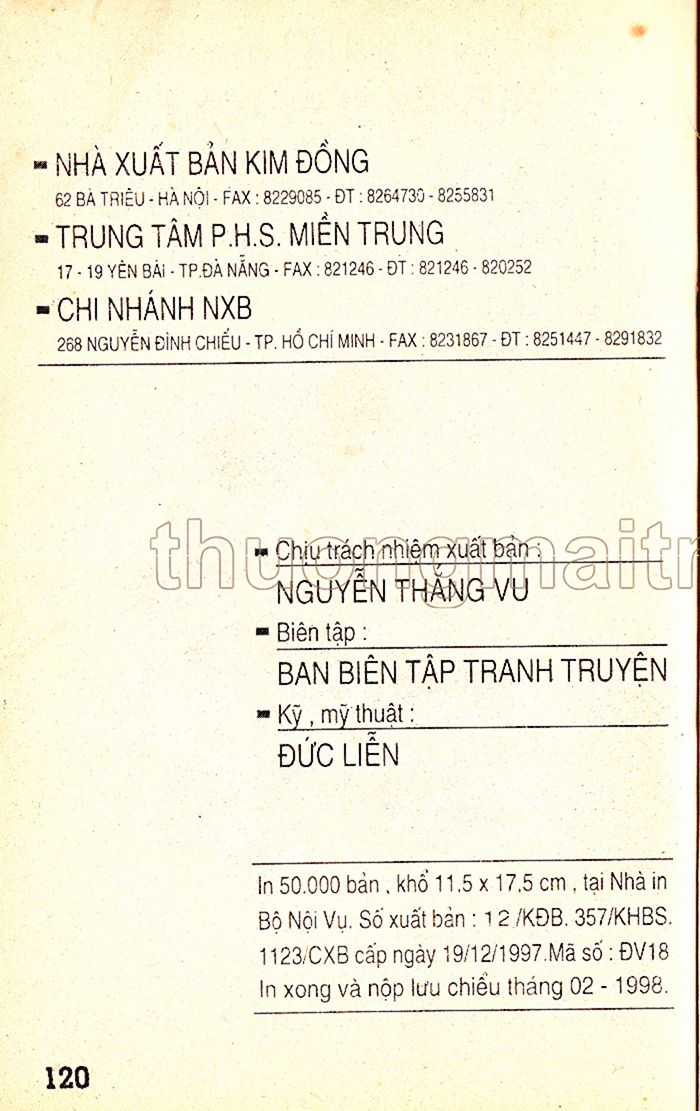 - NHÀ XUẤT BẢN KIM ĐỒNG
62 BÀ TRIỆU - HÀ NỘI - FAX : 8229085 - ĐT : 8264730 - 8255831
- TRUNG TÂM P.H.S. MIỀN TRUNG
17 - 19 YÊN BÁI - TP.ĐÀ NẴNG - FAX : 821246 - ĐT : 821246 - 820252
- CHI NHÁNH NXB
268 NGUYỄN ĐÌNH CHIỂU - TP. HỒ CHÍ MINH - FAX : 8231867 - ĐT : 8251447 - 8291832
- Chịu trách nhiệm xuất bản :
thuongmaitr
NGUYỄN THẮNG VU
- Biên tập :
BAN BIÊN TẬP TRANH TRUYỆN
- Kỹ , mỹ thuật :
ĐỨC LIỄN
In 50.000 bản , khổ 11,5 x 17,5 cm , tại Nhà in
Bộ Nội Vụ. Số xuất bản : 12/KĐB. 357/KHBS.
1123/CXB cấp ngày 19/12/1997.Mã số : ĐV18
In xong và nộp lưu chiểu tháng 02 - 1998.
120